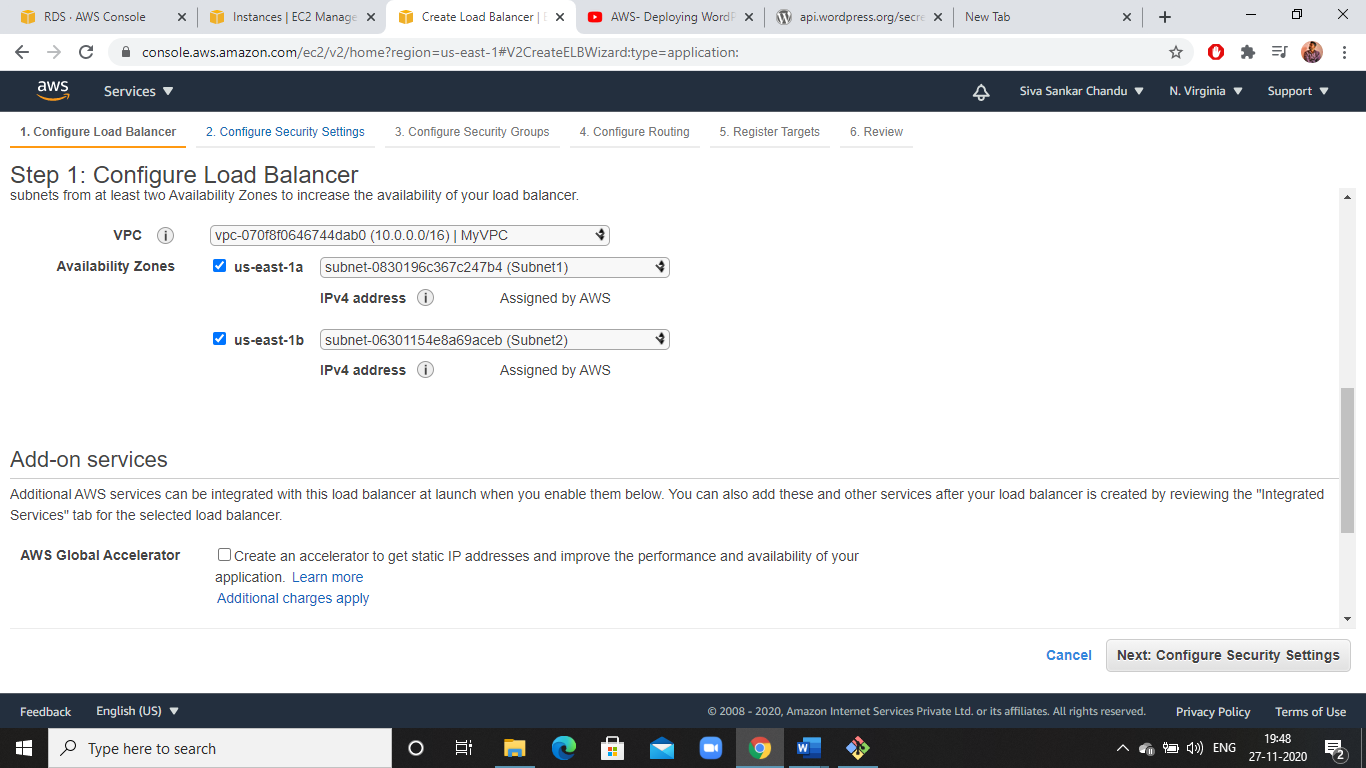 RDS · AWS Console
Instances | EC2 Manage
Create Load Balancer | E
AWS- Deploying WordP
api.wordpress.org/secre
New Tab
console.aws.amazon.com/ec2/v2/home?region=us-east-1#V2CreateELBWizard:type=application:
aws
Services
Siva Sankar Chandu
N. Virginia
Support
1. Configure Load Balancer
2. Configure Security Settings
3. Configure Security Groups
4. Configure Routing
5. Register Targets
6. Review
Step 1: Configure Load Balancer
subnets from at least two Availability Zones to increase the availability of your load balancer.
VPC i vpc-070f8f0646744dab0 (10.0.0.0/16) | MyVPC
Availability Zones us-east-1a subnet-0830196c367c247b4 (Subnet1)
IPv4 address i Assigned by AWS
us-east-1b subnet-06301154e8a69aceb (Subnet2)
IPv4 address i Assigned by AWS
Add-on services
Additional AWS services can be integrated with this load balancer at launch when you enable them below. You can also add these and other services after your load balancer is created by reviewing the "Integrated
Services" tab for the selected load balancer.
AWS Global Accelerator Create an accelerator to get static IP addresses and improve the performance and availability of your
application. Learn more
Additional charges apply
Cancel
Next: Configure Security Settings
Feedback
English (US)
© 2008 - 2020, Amazon Internet Services Private Ltd. or its affiliates. All rights reserved.
Privacy Policy
Terms of Use
Type here to search
ENG
19:48
27-11-2020
2